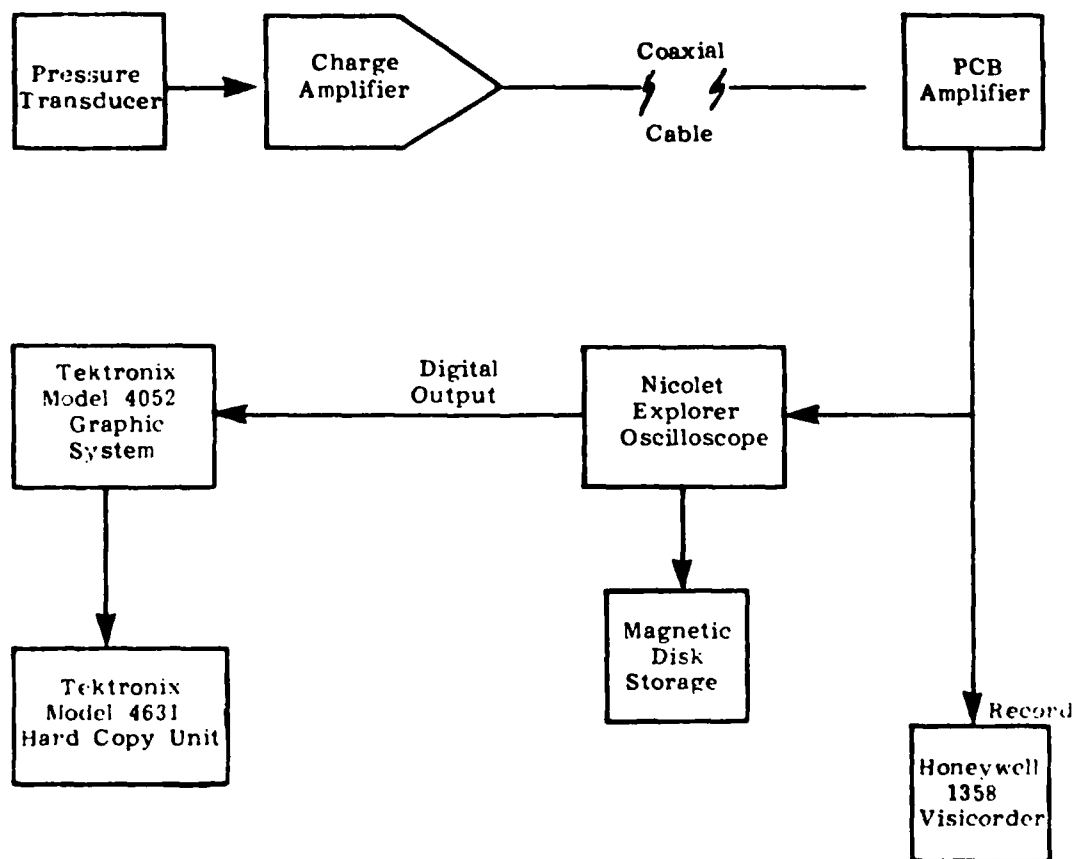 Pressure
Transducer
Charge
Amplifier
Coaxial
Cable
PCB
Amplifier
Tektronix
Model 4052
Graphic
System
Digital
Output
Nicolet
Explorer
Oscilloscope
Magnetic
Disk
Storage
Tektronix
Model 4631
Hard Copy Unit
Record
Honeywell
1358
Visicorder